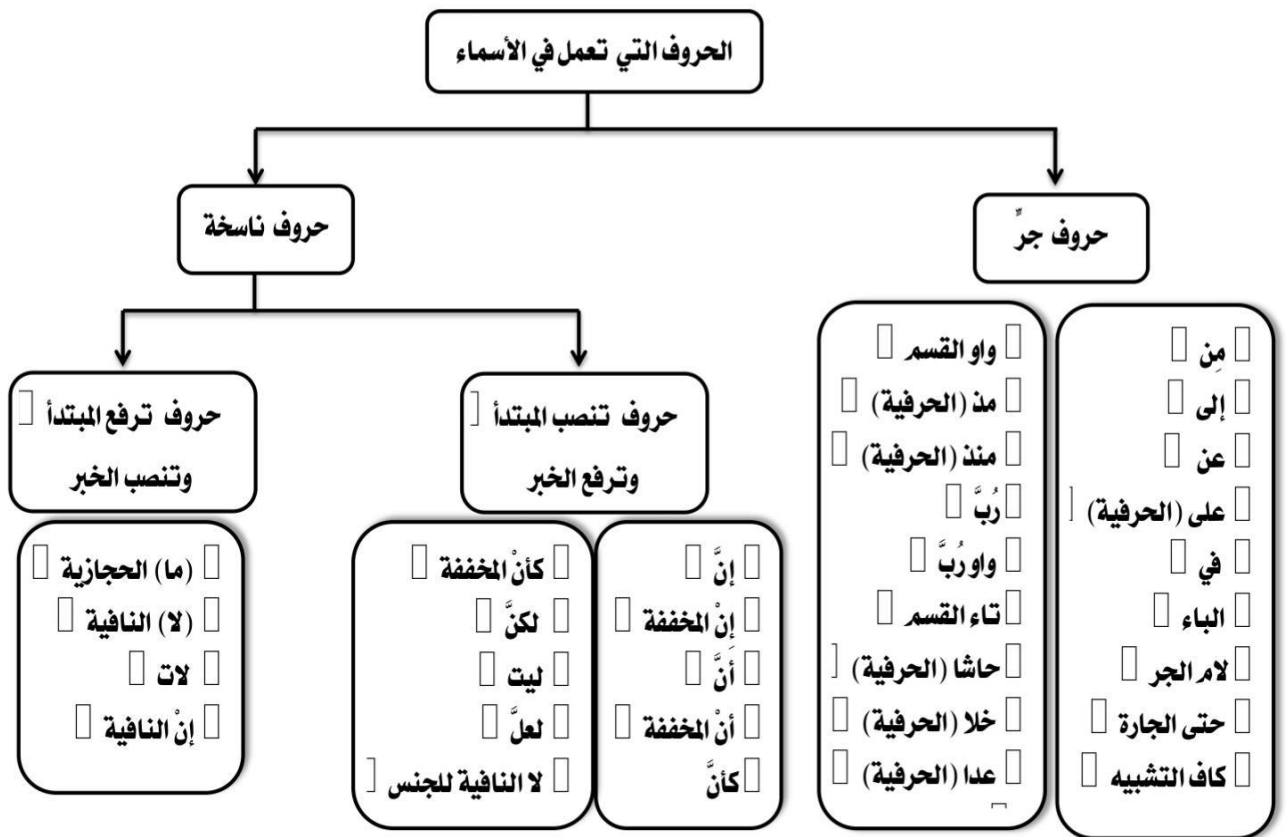 الحروف التي تعمل في الأسماء
حروف جرٍّ
حروف ناسخة
مِن
إلى
عن
على (الحرفية)
في
الباء
لام الجر
حتى الجارة
كاف التشبيه
واو القسم
مذ (الحرفية)
منذ (الحرفية)
رُبَّ
واو رُبَّ
تاء القسم
حاشا (الحرفية)
خلا (الحرفية)
عدا (الحرفية)
حروف تنصب المبتدأ
وترفع الخبر
إنَّ
إنْ المخففة
أنَّ
أنْ المخففة
كأنَّ
كأنْ المخففة
لكنَّ
ليت
لعلَّ
لا النافية للجنس
حروف ترفع المبتدأ
وتنصب الخبر
(ما) الحجازية
(لا) النافية
لات
إنْ النافية